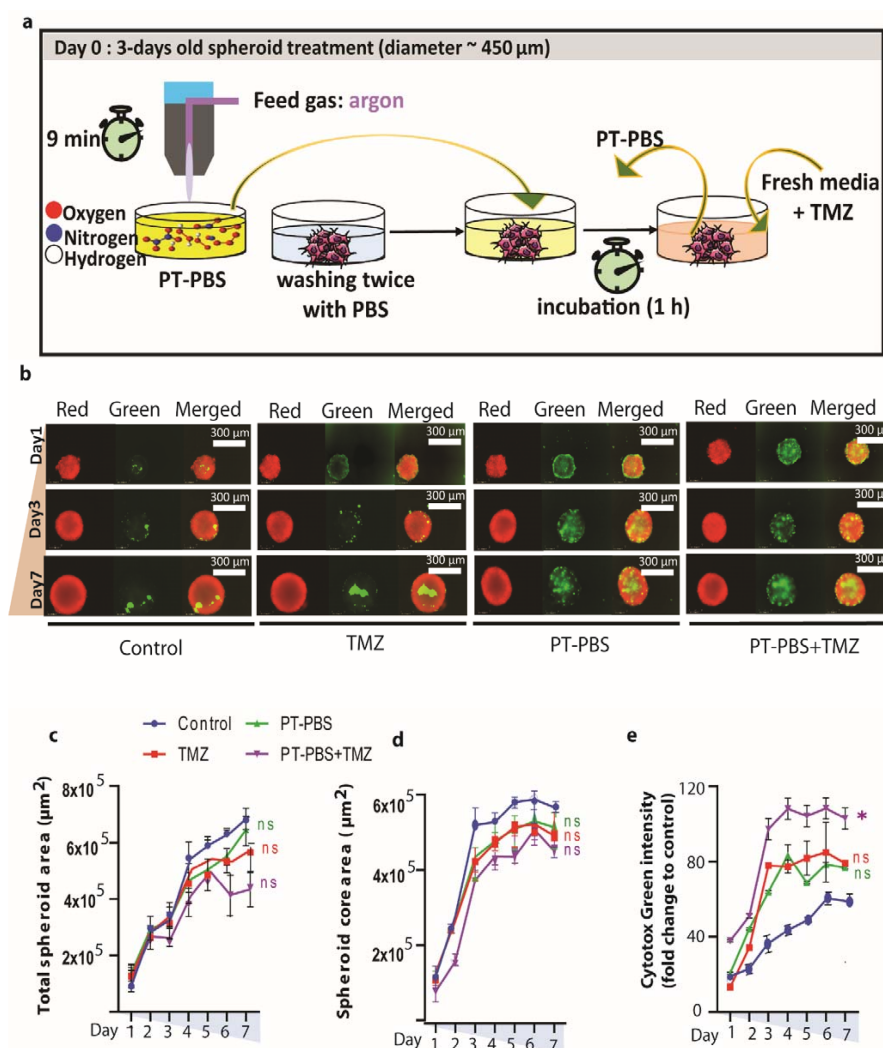 a
Day 0 : 3-days old spheroid treatment (diameter ~ 450 µm)
Feed gas: argon
9 min
PT-PBS
Fresh media
+ TMZ
Oxygen
Nitrogen
Hydrogen
PT-PBS
washing twice
with PBS
incubation (1 h)
b
Red Green Merged Red Green Merged Red Green Merged Red Green Merged
Day1
300 µm 300 µm 300 µm 300 µm
Day3
300 µm 300 µm 300 µm 300 µm
Day7
300 µm 300 µm 300 µm 300 µm
Control TMZ PT-PBS PT-PBS+TMZ
Control PT-PBS
TMZ PT-PBS+TMZ
c
Total spheroid area (µm²)
8x10⁵
6x10⁵
4x10⁵
2x10⁵
ns
ns
ns
Day 1 2 3 4 5 6 7
d
Spheroid corea area (µm²)
6x10⁵
4x10⁵
2x10⁵
ns
ns
ns
Day 1 2 3 4 5 6 7
e
Cytotox Green intensity
(fold change to control)
120
80
40
0
*
ns
ns
Day 1 2 3 4 5 6 7